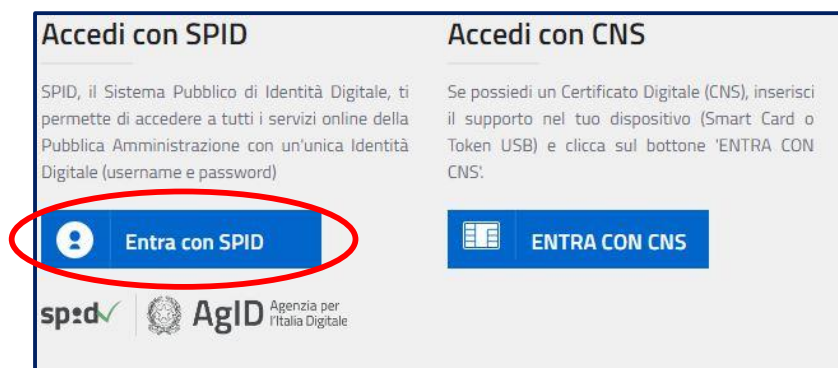 Accedi con SPID
SPID, il Sistema Pubblico di Identità Digitale, ti
permette di accedere a tutti i servizi online della
Pubblica Amministrazione con un'unica Identità
Digitale (username e password)
Entra con SPID
spid
AgID Agenzia per
l'Italia Digitale
Accedi con CNS
Se possiedi un Certificato Digitale (CNS), inserisci
il supporto nel tuo dispositivo (Smart Card o
Token USB) e clicca sul bottone 'ENTRA CON
CNS'.
ENTRA CON CNS